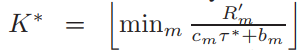 K* = ⌊min_m R'_m / (c_m τ* + b_m)